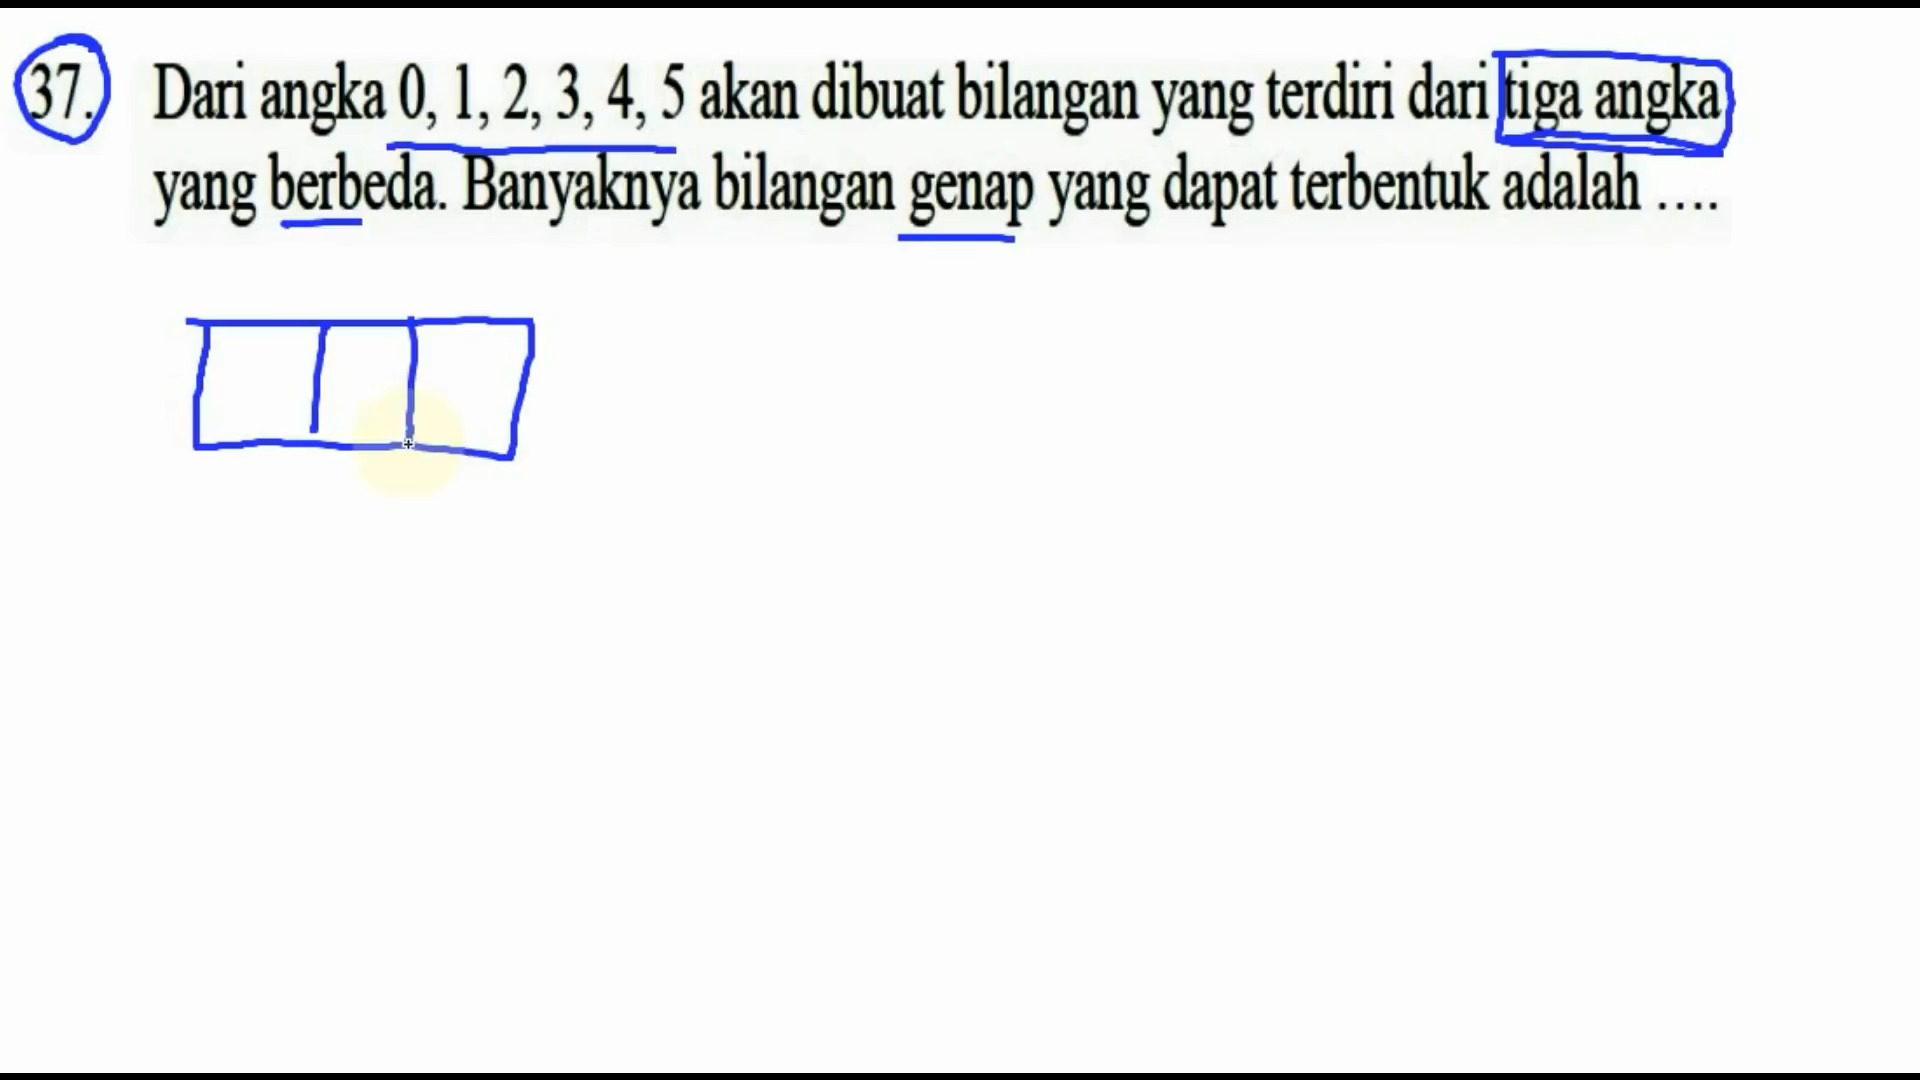 37. Dari angka 0, 1, 2, 3, 4, 5 akan dibuat bilangan yang terdiri dari tiga angka
yang berbeda. Banyaknya bilangan genap yang dapat terbentuk adalah ....